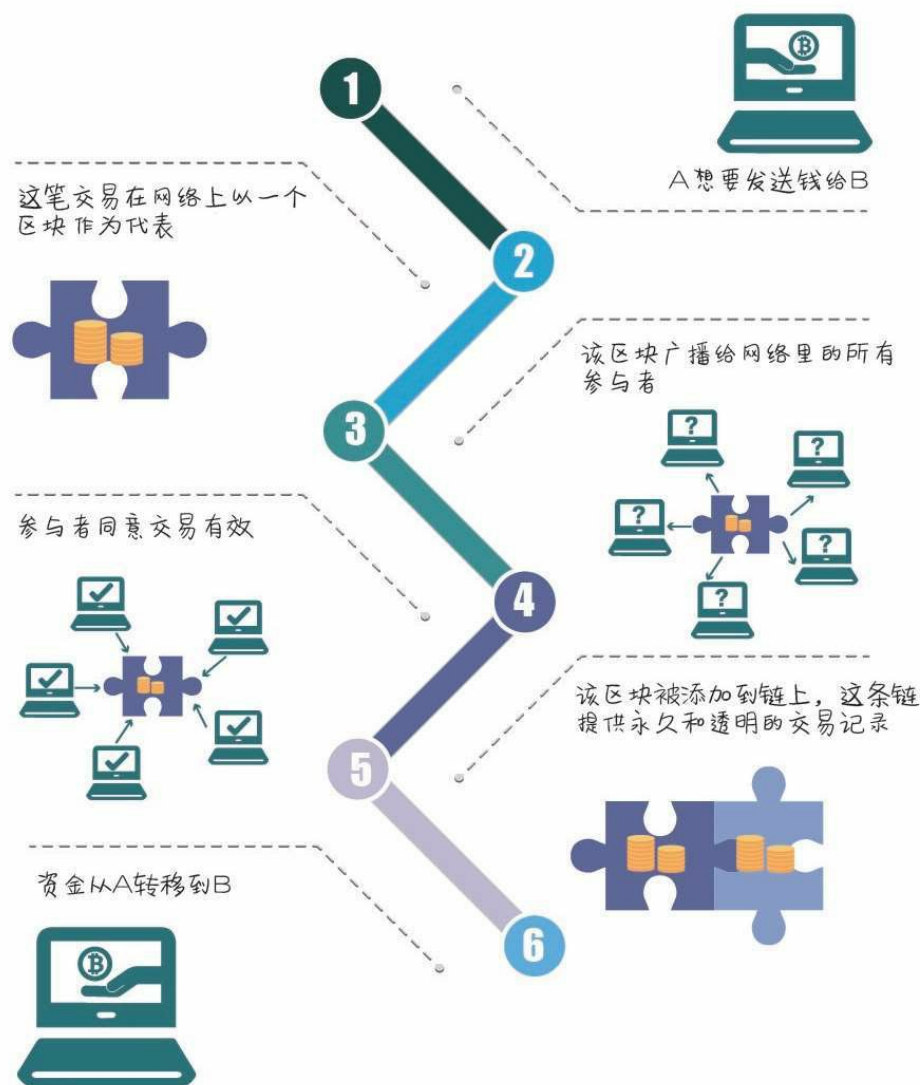 1
A想要发送钱给B
这笔交易在网络上以一个
区块作为代表
2
该区块广播给网络里的所有
参与者
3
参与者同意交易有效
4
该区块被添加到链上，这条链
提供永久和透明的交易记录
5
资金从A转移到B
6